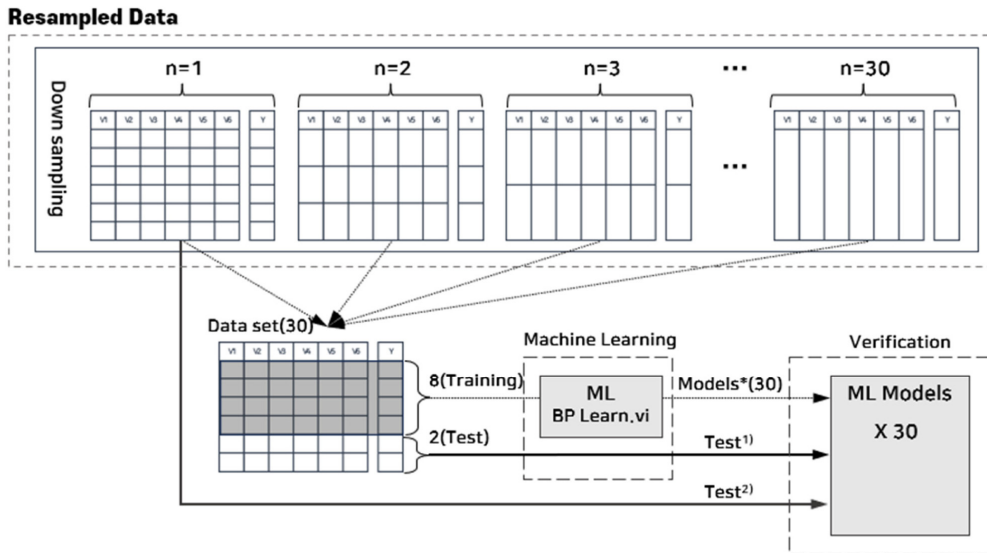 Resampled Data
n=1 n=2 n=3 ... n=30
Down sampling
V1 V2 V3 V4 V5 V6 Y V1 V2 V3 V4 V5 V6 Y V1 V2 V3 V4 V5 V6 Y V1 V2 V3 V4 V5 V6 Y
...
Data set(30)
V1 V2 V3 V4 V5 V6 Y
8(Training)
2(Test)
Machine Learning
ML
BP Learn.vi
Models*(30)
Test1)
Test2)
Verification
ML Models
X 30